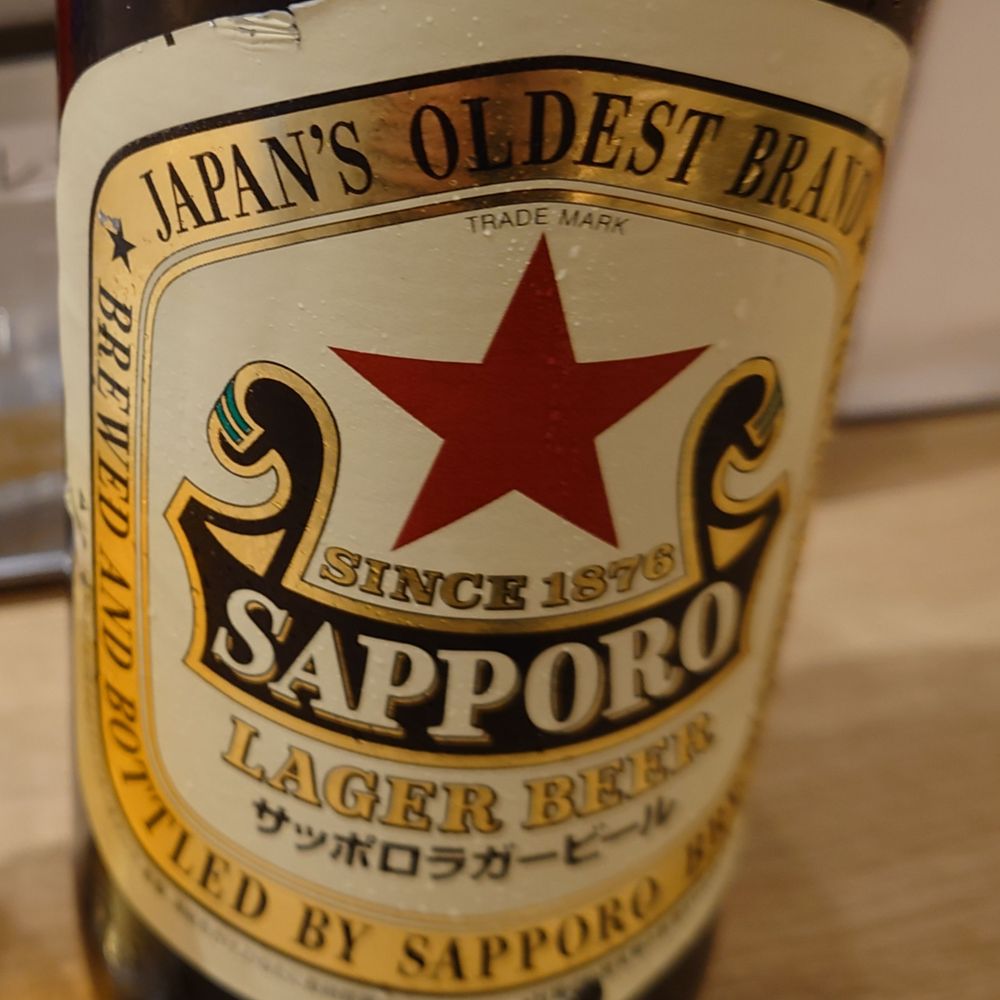 JAPAN'S OLDEST BRAND
TRADE MARK
SINCE 1876
SAPPORO
LAGER BEER
サッポロラガービール
★ BREWED AND BOTTLED BY SAPPORO